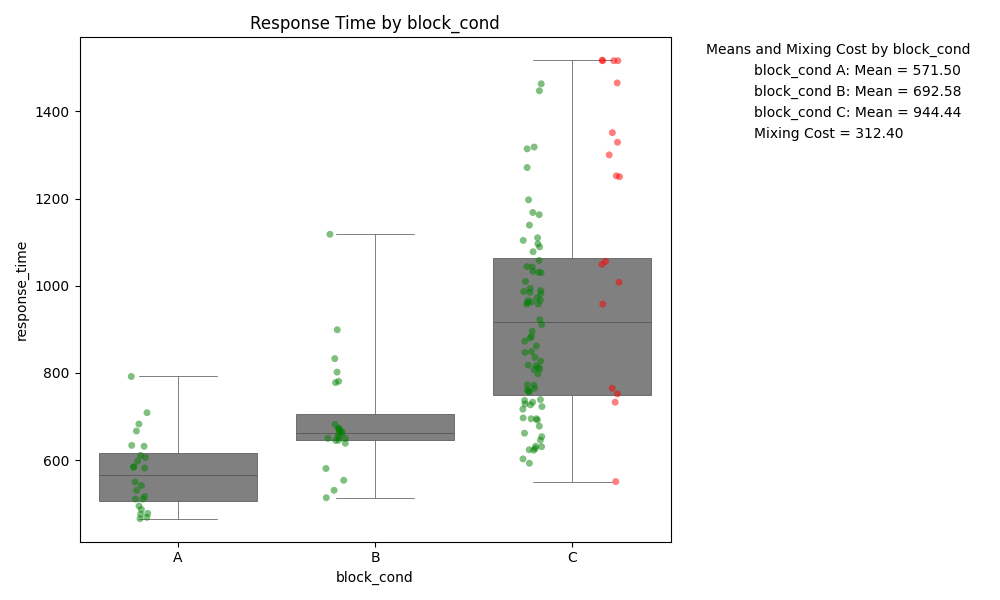 Response Time by block_cond
Means and Mixing Cost by block_cond
block_cond A: Mean = 571.50
block_cond B: Mean = 692.58
block_cond C: Mean = 944.44
Mixing Cost = 312.40
response_time
1400
1200
1000
800
600
A
B
C
block_cond